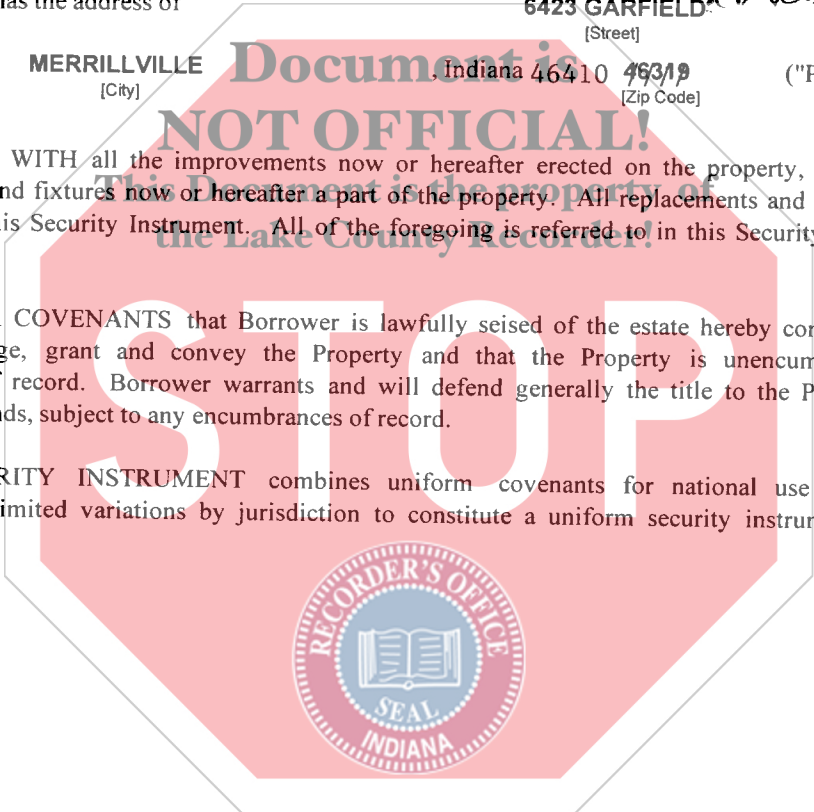 has the address of
6423 GARFIELD
[Street]
MERRILLVILLE , Indiana 46410 46319 ("P
[City] [Zip Code]
Document is
NOT OFFICIAL!
This Document is the property of
the Lake County Recorder!
WITH all the improvements now or hereafter erected on the property,
nd fixtures now or hereafter a part of the property. All replacements and
is Security Instrument. All of the foregoing is referred to in this Security
COVENANTS that Borrower is lawfully seised of the estate hereby con
ge, grant and convey the Property and that the Property is unencum
f record. Borrower warrants and will defend generally the title to the P
nds, subject to any encumbrances of record.
STOP
RITY INSTRUMENT combines uniform covenants for national use
imited variations by jurisdiction to constitute a uniform security instrum
RECORDER'S OFFICE
SEAL
INDIANA